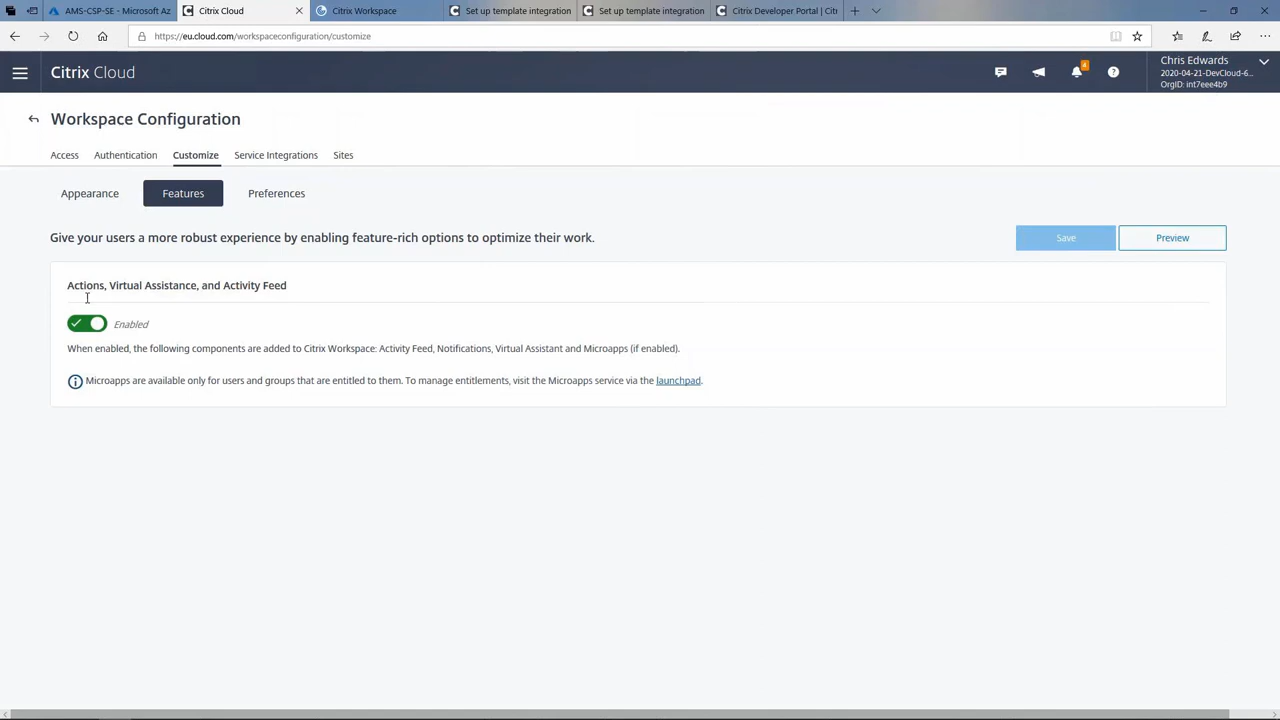 AMS-CSP-SE - Microsoft Az
Citrix Cloud
Citrix Workspace
Set up template integration
Set up template integration
Citrix Developer Portal | Citr
https://eu.cloud.com/workspaceconfiguration/customize
Citrix Cloud
4
Chris Edwards
2020-04-21-DevCloud-6...
OrgID: int7eee4b9
Workspace Configuration
Access
Authentication
Customize
Service Integrations
Sites
Appearance
Features
Preferences
Give your users a more robust experience by enabling feature-rich options to optimize their work.
Save
Preview
Actions, Virtual Assistance, and Activity Feed
Enabled
When enabled, the following components are added to Citrix Workspace: Activity Feed, Notifications, Virtual Assistant and Microapps (if enabled).
Microapps are available only for users and groups that are entitled to them. To manage entitlements, visit the Microapps service via the launchpad.